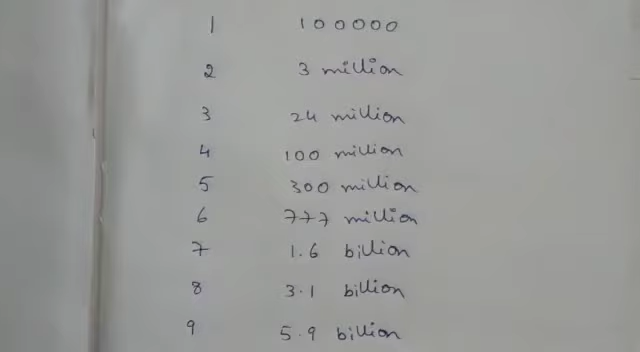 1 100000
2 3 million
3 24 million
4 100 million
5 300 million
6 777 million
7 1.6 billion
8 3.1 billion
9 5.9 billion